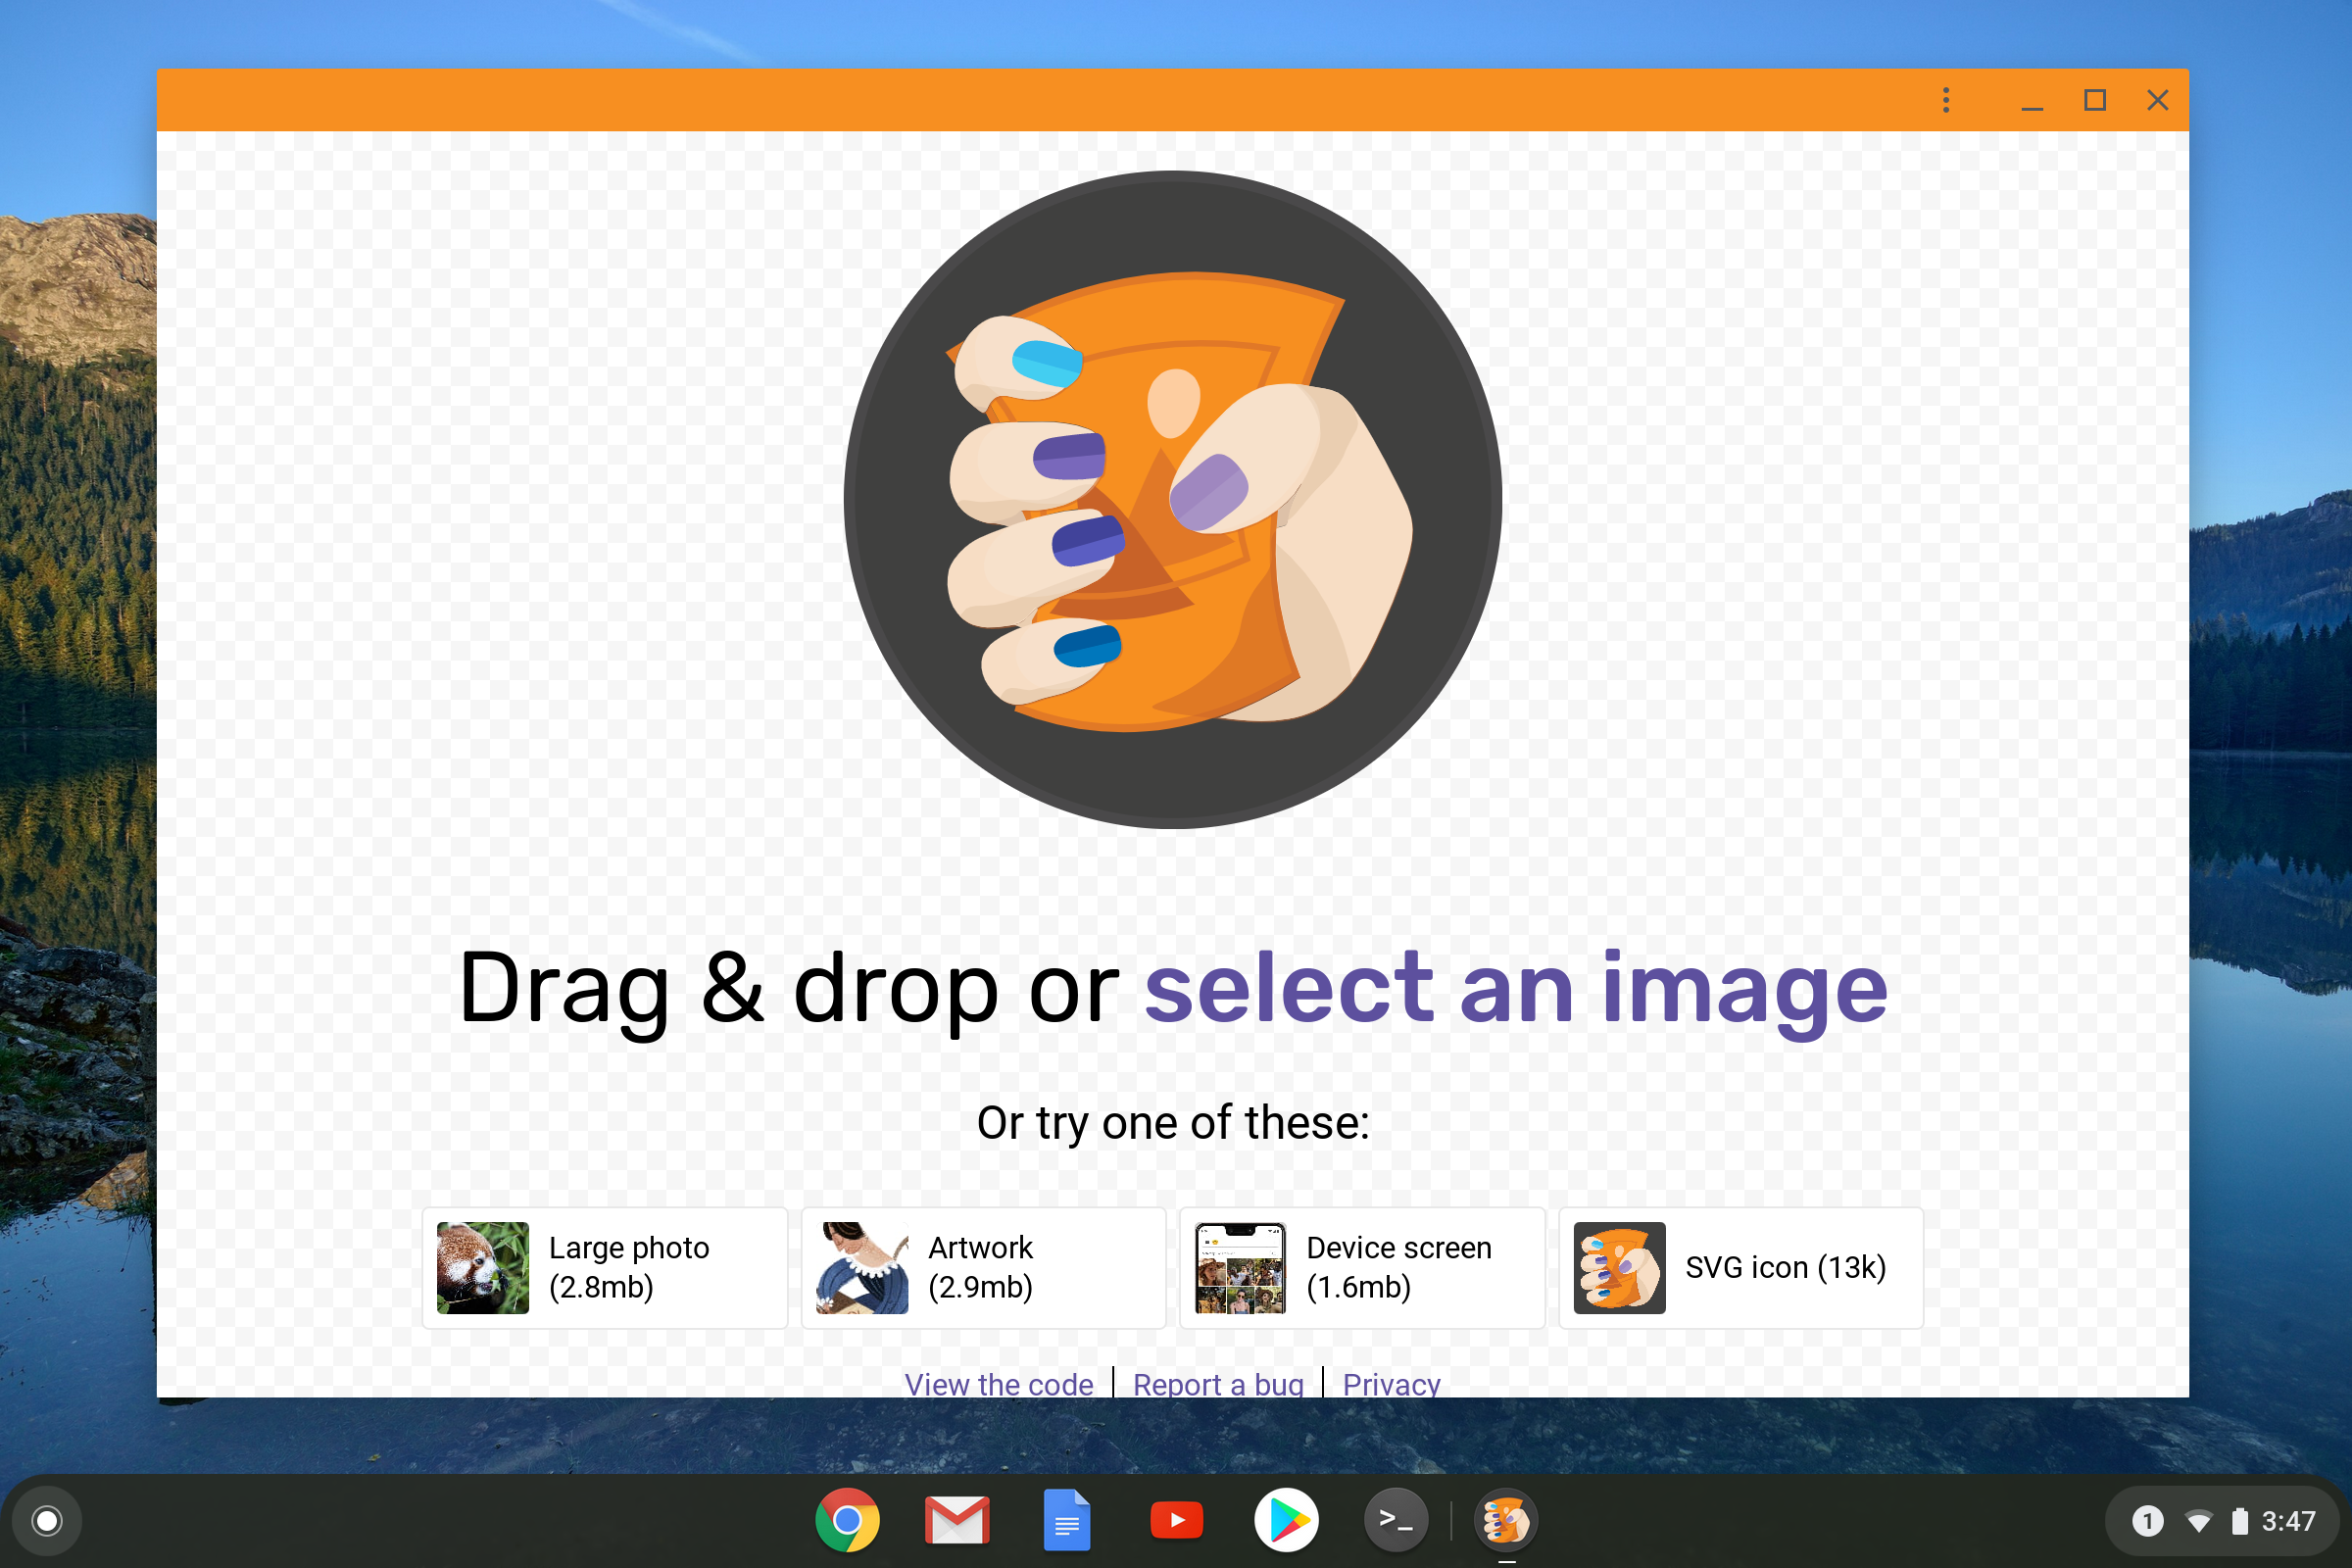 Drag & drop or select an image
Or try one of these:
Large photo
(2.8mb)
Artwork
(2.9mb)
Device screen
(1.6mb)
SVG icon (13k)
View the code | Report a bug | Privacy
>_
1
3:47